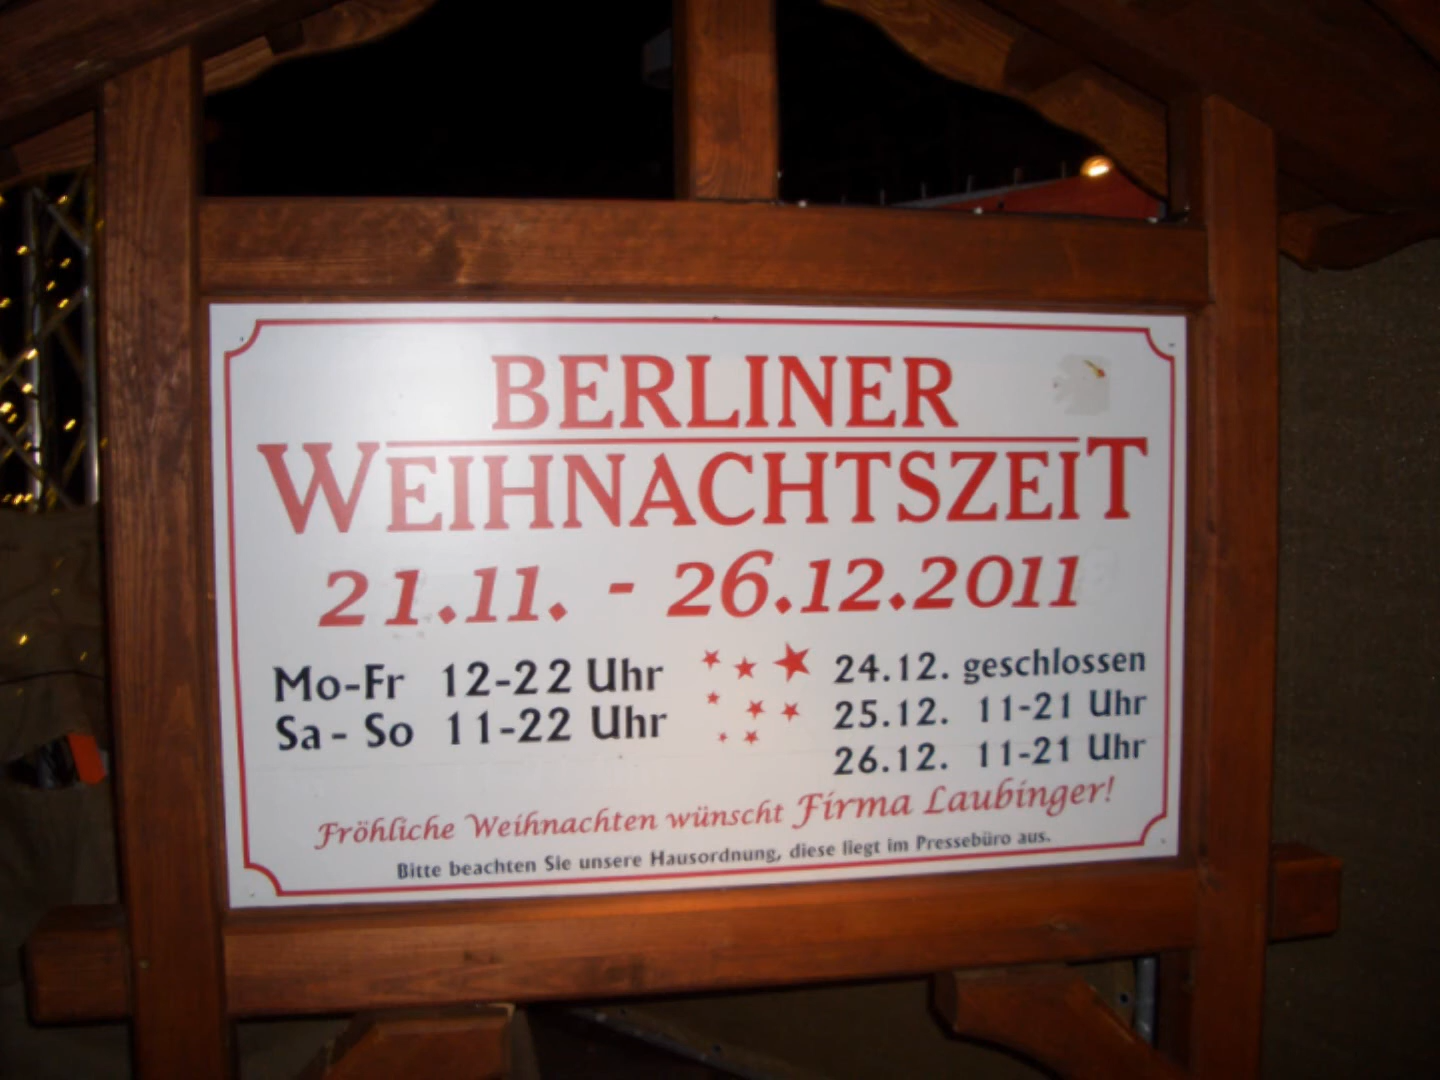 BERLINER
WEIHNACHTSZEIT
21.11. - 26.12.2011
Mo-Fr 12-22 Uhr
Sa - So 11-22 Uhr
24.12. geschlossen
25.12. 11-21 Uhr
26.12. 11-21 Uhr
Fröhliche Weihnachten wünscht Firma Laubinger!
Bitte beachten Sie unsere Hausordnung, diese liegt im Pressebüro aus.